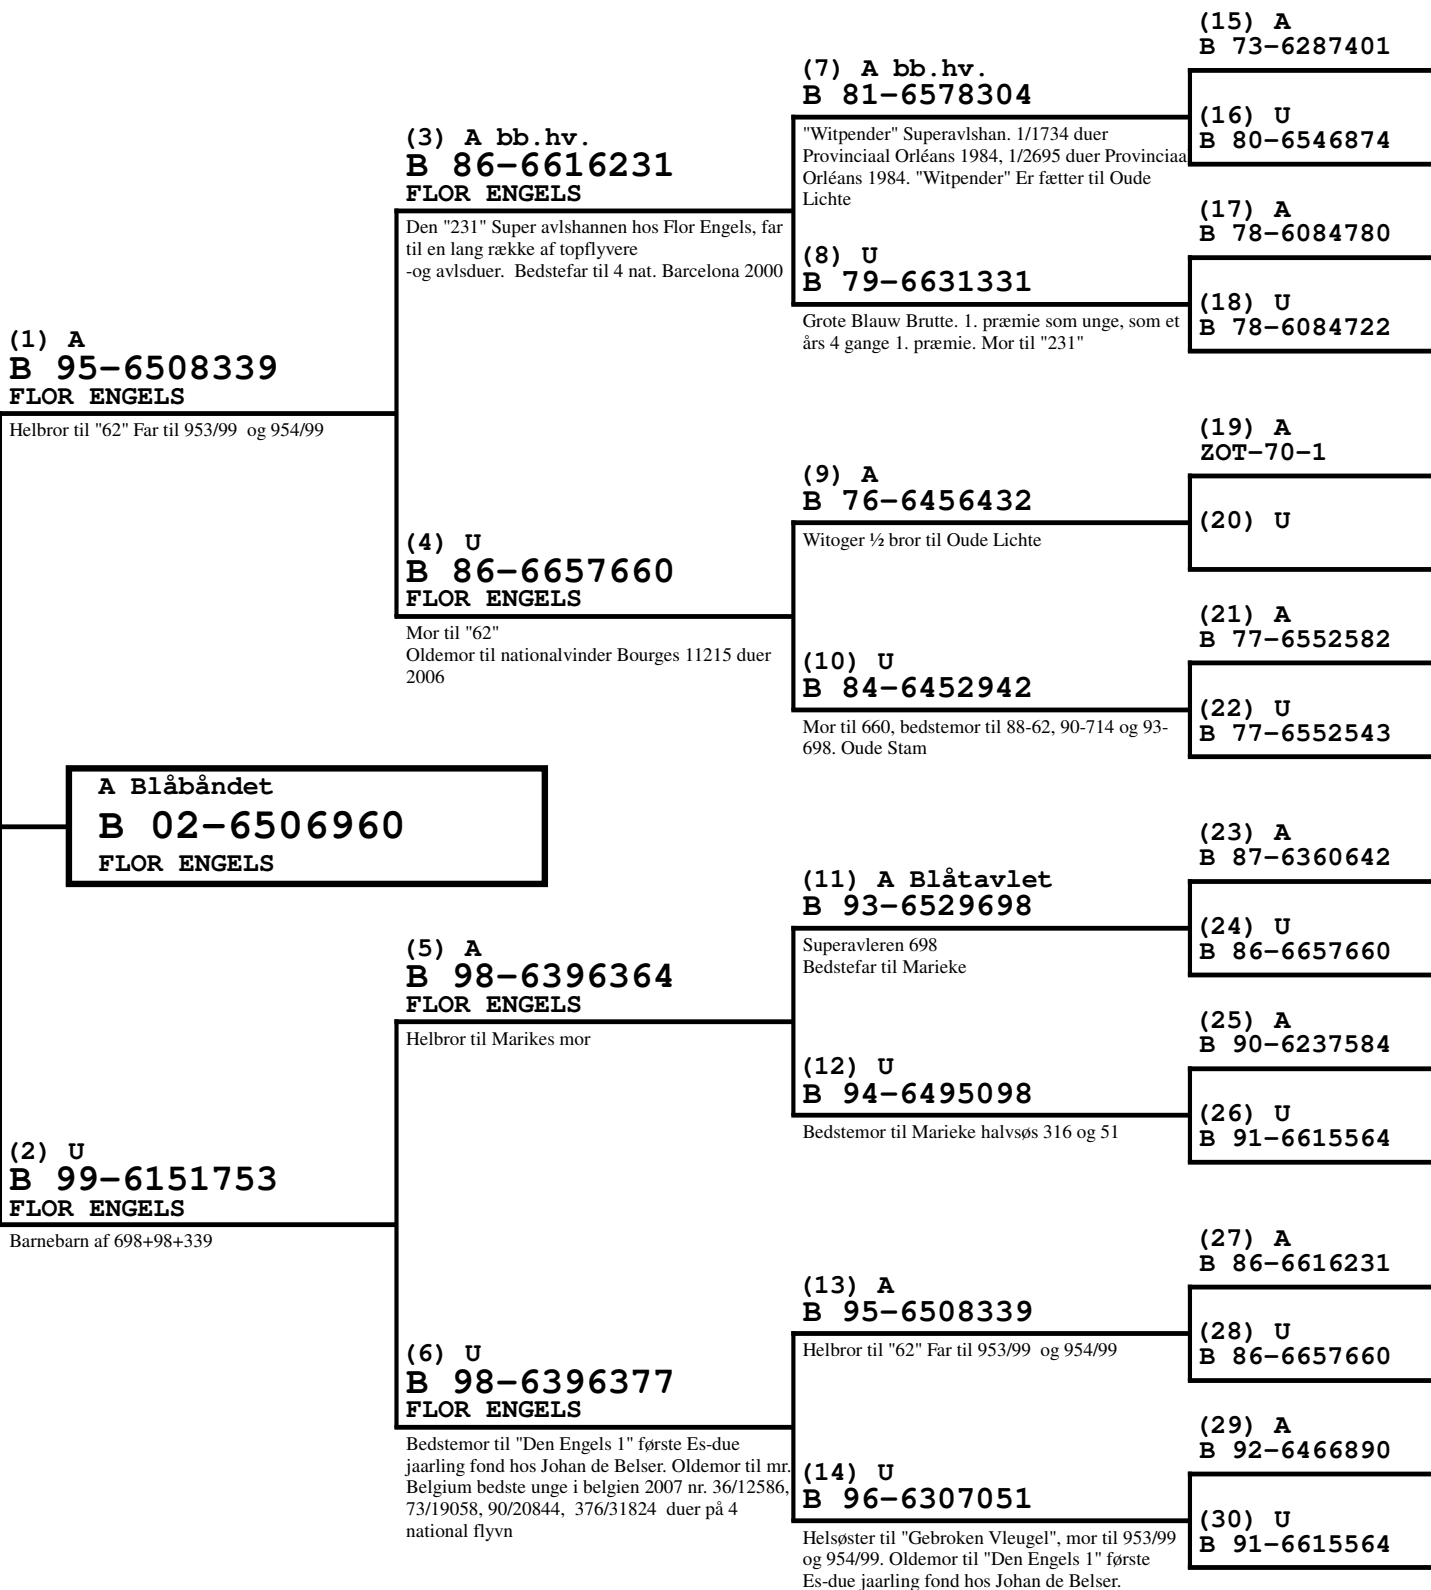 (1) A
B 95-6508339
FLOR ENGELS
Helbror til "62" Far til 953/99 og 954/99
A Blåbåndet
B 02-6506960
FLOR ENGELS
(2) U
B 99-6151753
FLOR ENGELS
Barnebarn af 698+98+339
(3) A bb.hv.
B 86-6616231
FLOR ENGELS
Den "231" Super avlshannen hos Flor Engels, far
til en lang række af topflyvere
-og avlsduer. Bedstefar til 4 nat. Barcelona 2000
(4) U
B 86-6657660
FLOR ENGELS
Mor til "62"
Oldemor til nationalvinder Bourges 11215 duer
2006
(5) A
B 98-6396364
FLOR ENGELS
Helbror til Marikes mor
(6) U
B 98-6396377
FLOR ENGELS
Bedstemor til "Den Engels 1" første Es-due
jaarling fond hos Johan de Belser. Oldemor til mr.
Belgium bedste unge i belgien 2007 nr. 36/12586,
73/19058, 90/20844, 376/31824 duer på 4
national flyvn
(7) A bb.hv.
B 81-6578304
"Witpender" Superavlshan. 1/1734 duer
Provinciaal Orléans 1984, 1/2695 duer Provinciaa
Orléans 1984. "Witpender" Er fætter til Oude
Lichte
(8) U
B 79-6631331
Grote Blauw Brutte. 1. præmie som unge, som et
års 4 gange 1. præmie. Mor til "231"
(9) A
B 76-6456432
Witoger ½ bror til Oude Lichte
(10) U
B 84-6452942
Mor til 660, bedstemor til 88-62, 90-714 og 93-
698. Oude Stam
(11) A Blåtavlet
B 93-6529698
Superavleren 698
Bedstefar til Marieke
(12) U
B 94-6495098
Bedstemor til Marieke halvsøs 316 og 51
(13) A
B 95-6508339
Helbror til "62" Far til 953/99 og 954/99
(14) U
B 96-6307051
Helsøster til "Gebroken Vleugel", mor til 953/99
og 954/99. Oldemor til "Den Engels 1" første
Es-due jaarling fond hos Johan de Belser.
(15) A
B 73-6287401
(16) U
B 80-6546874
(17) A
B 78-6084780
(18) U
B 78-6084722
(19) A
ZOT-70-1
(20) U
(21) A
B 77-6552582
(22) U
B 77-6552543
(23) A
B 87-6360642
(24) U
B 86-6657660
(25) A
B 90-6237584
(26) U
B 91-6615564
(27) A
B 86-6616231
(28) U
B 86-6657660
(29) A
B 92-6466890
(30) U
B 91-6615564